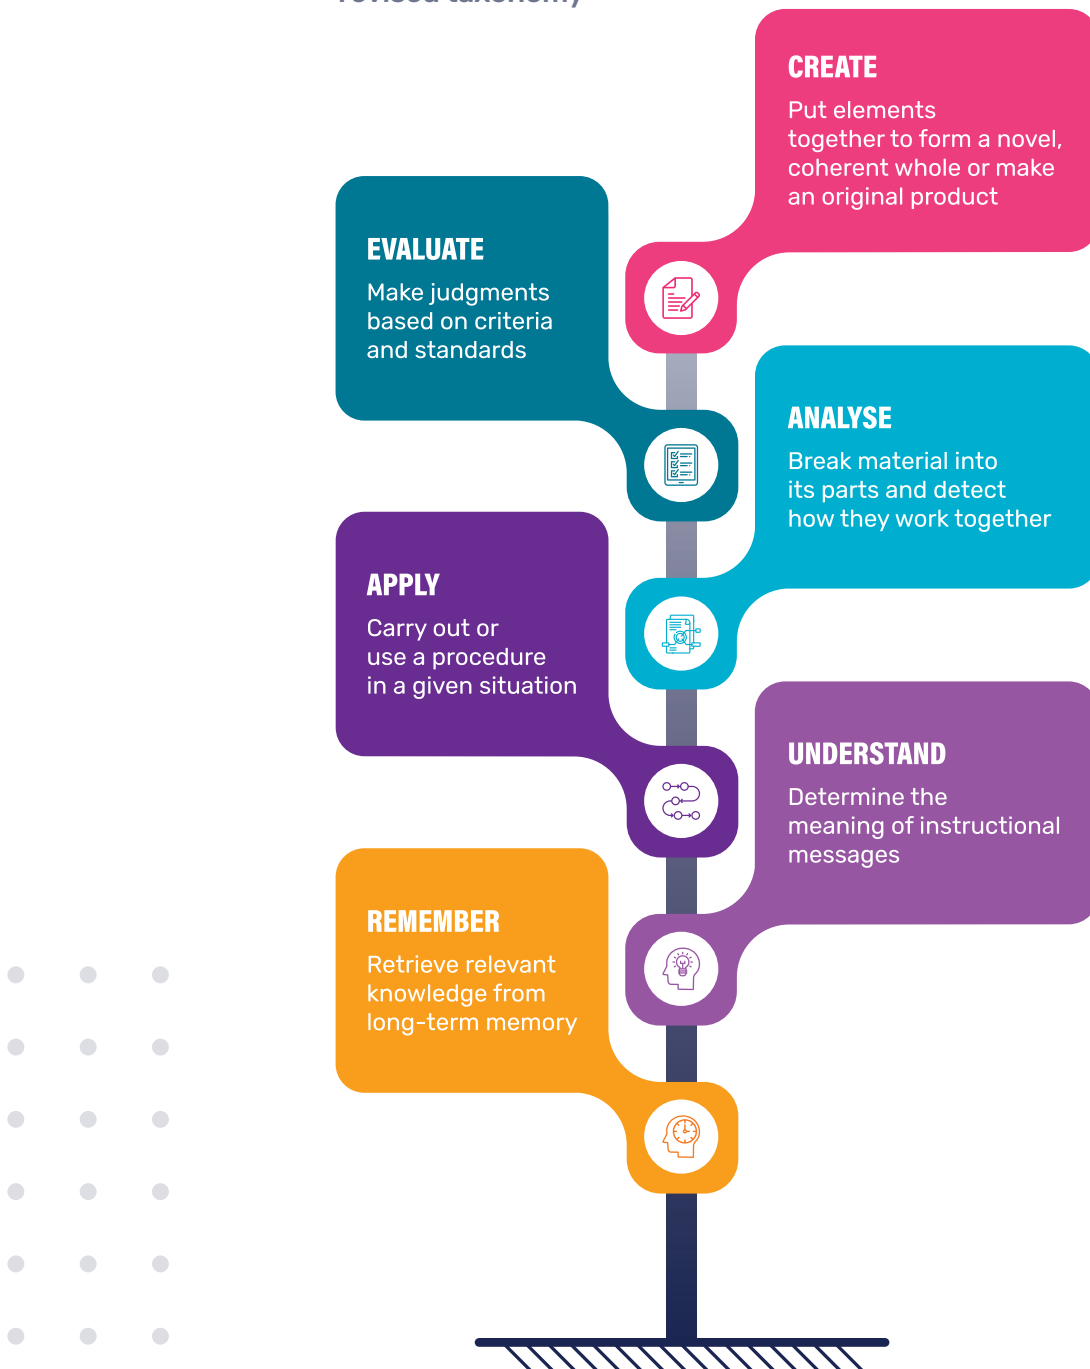 revised taxonomy
CREATE
Put elements
together to form a novel,
coherent whole or make
an original product
EVALUATE
Make judgments
based on criteria
and standards
ANALYSE
Break material into
its parts and detect
how they work together
APPLY
Carry out or
use a procedure
in a given situation
UNDERSTAND
Determine the
meaning of instructional
messages
REMEMBER
Retrieve relevant
knowledge from
long-term memory